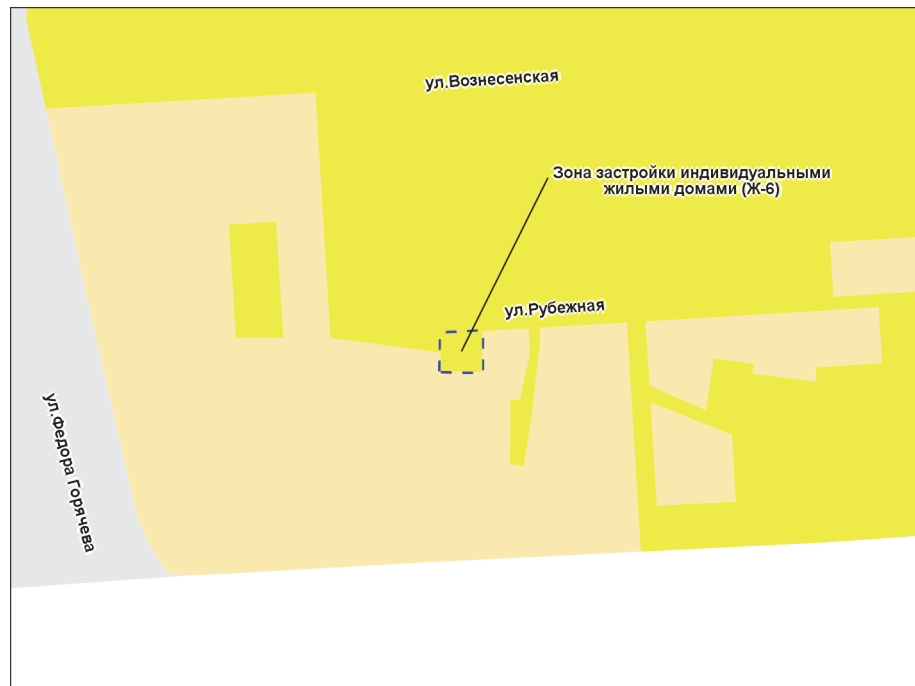 ул.Вознесенская
Зона застройки индивидуальными
жилыми домами (Ж-6)
ул.Рубежная
ул.Федора Горячева